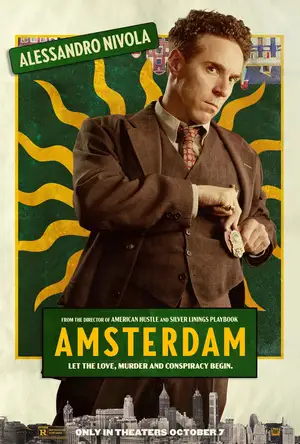 ALESSANDRO NIVOLA
FROM THE DIRECTOR OF AMERICAN HUSTLE AND SILVER LININGS PLAYBOOK
AMSTERDAM
LET THE LOVE, MURDER AND CONSPIRACY BEGIN.
R
ONLY IN THEATERS OCTOBER 7